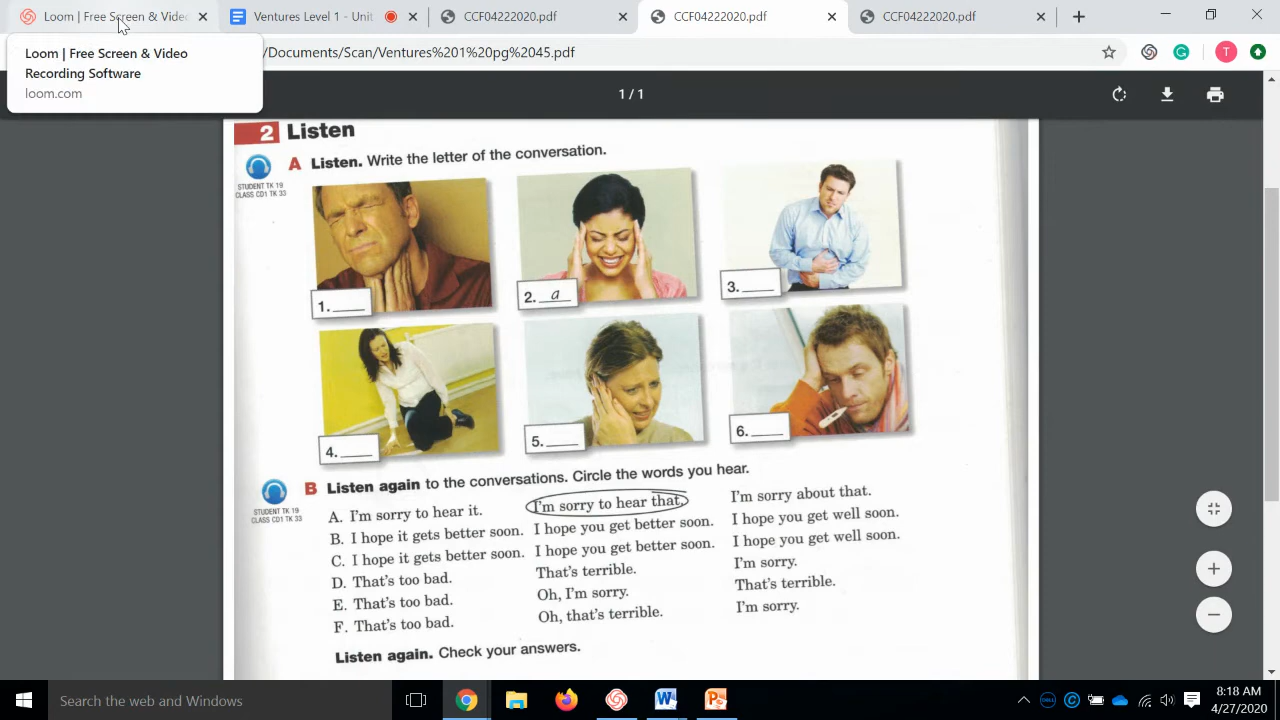 Loom | Free Screen & Video
Ventures Level 1 - Unit
CCF04222020.pdf
CCF04222020.pdf
CCF04222020.pdf
Loom | Free Screen & Video
Recording Software
loom.com
/Documents/Scan/Ventures%201%20pg%2045.pdf
T
1 / 1
2 Listen
STUDENT TK 19
CLASS CD1 TK 33
A Listen. Write the letter of the conversation.
1. ____
2. a
3. ____
4. ____
5. ____
6. ____
STUDENT TK 19
CLASS CD1 TK 33
B Listen again to the conversations. Circle the words you hear.
A. I'm sorry to hear it. I'm sorry to hear that. I'm sorry about that.
B. I hope it gets better soon. I hope you get better soon. I hope you get well soon.
C. I hope it gets better soon. I hope you get better soon. I hope you get well soon.
D. That's too bad. That's terrible. I'm sorry.
E. That's too bad. Oh, I'm sorry. That's terrible.
F. That's too bad. Oh, that's terrible. I'm sorry.
Listen again. Check your answers.
Search the web and Windows
8:18 AM
4/27/2020